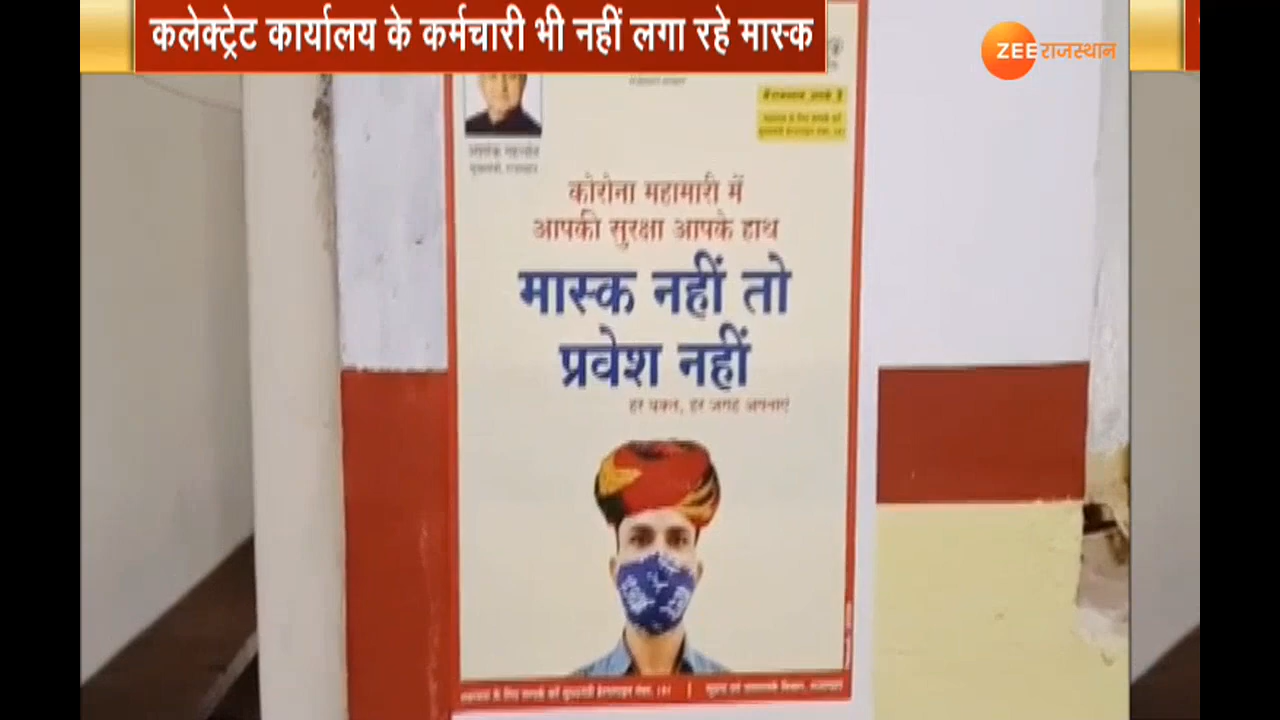 कलेक्ट्रेट कार्यालय के कर्मचारी भी नहीं लगा रहे मास्क
ZEE राजस्थान
कोरोना महामारी में
आपकी सुरक्षा आपके हाथ
मास्क नहीं तो
प्रवेश नहीं
हर वक्त, हर जगह अपनाएं